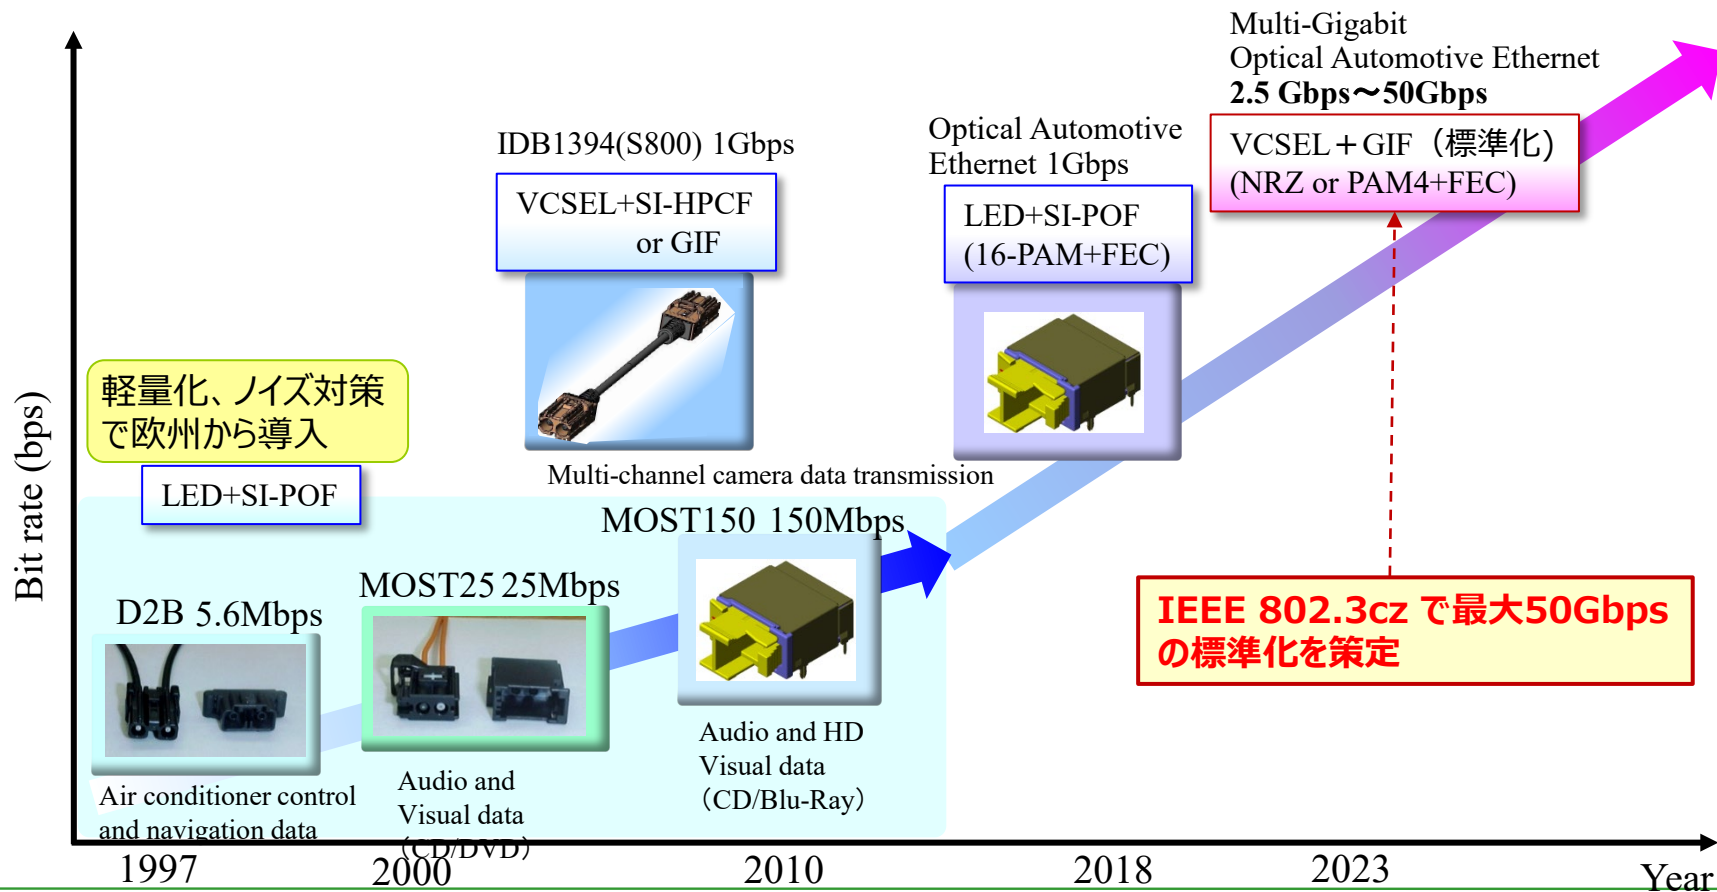 Multi-Gigabit
Optical Automotive Ethernet
2.5 Gbps～50Gbps
VCSEL＋GIF（標準化）
(NRZ or PAM4+FEC)
Optical Automotive
Ethernet 1Gbps
LED+SI-POF
(16-PAM+FEC)
IDB1394(S800) 1Gbps
VCSEL+SI-HPCF
or GIF
Multi-channel camera data transmission
軽量化、ノイズ対策
で欧州から導入
LED+SI-POF
MOST150 150Mbps
MOST25 25Mbps
D2B 5.6Mbps
Audio and HD
Visual data
（CD/Blu-Ray）
Audio and
Visual data
（CD/DVD）
Air conditioner control
and navigation data
IEEE 802.3cz で最大50Gbps
の標準化を策定
Bit rate (bps)
1997
2000
2010
2018
2023
Year